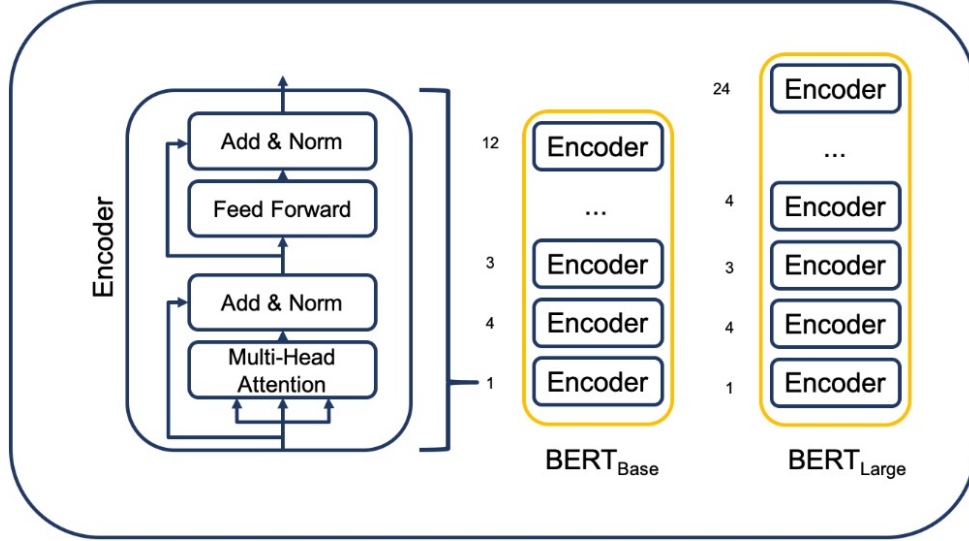 Encoder
Add & Norm
Feed Forward
Add & Norm
Multi-Head
Attention
12 Encoder
...
3 Encoder
4 Encoder
1 Encoder
BERTBase
24 Encoder
...
4 Encoder
3 Encoder
4 Encoder
1 Encoder
BERTLarge